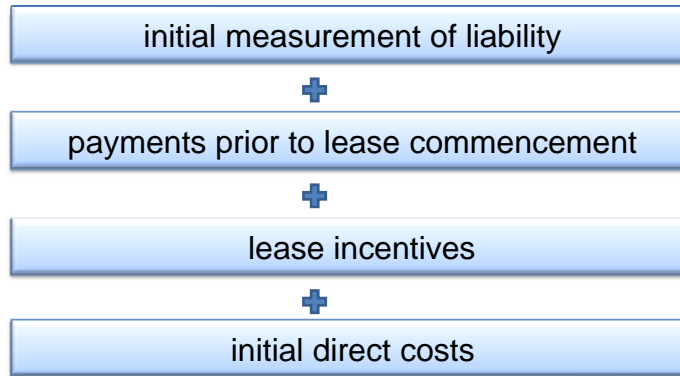 initial measurement of liability
+
payments prior to lease commencement
+
lease incentives
+
initial direct costs